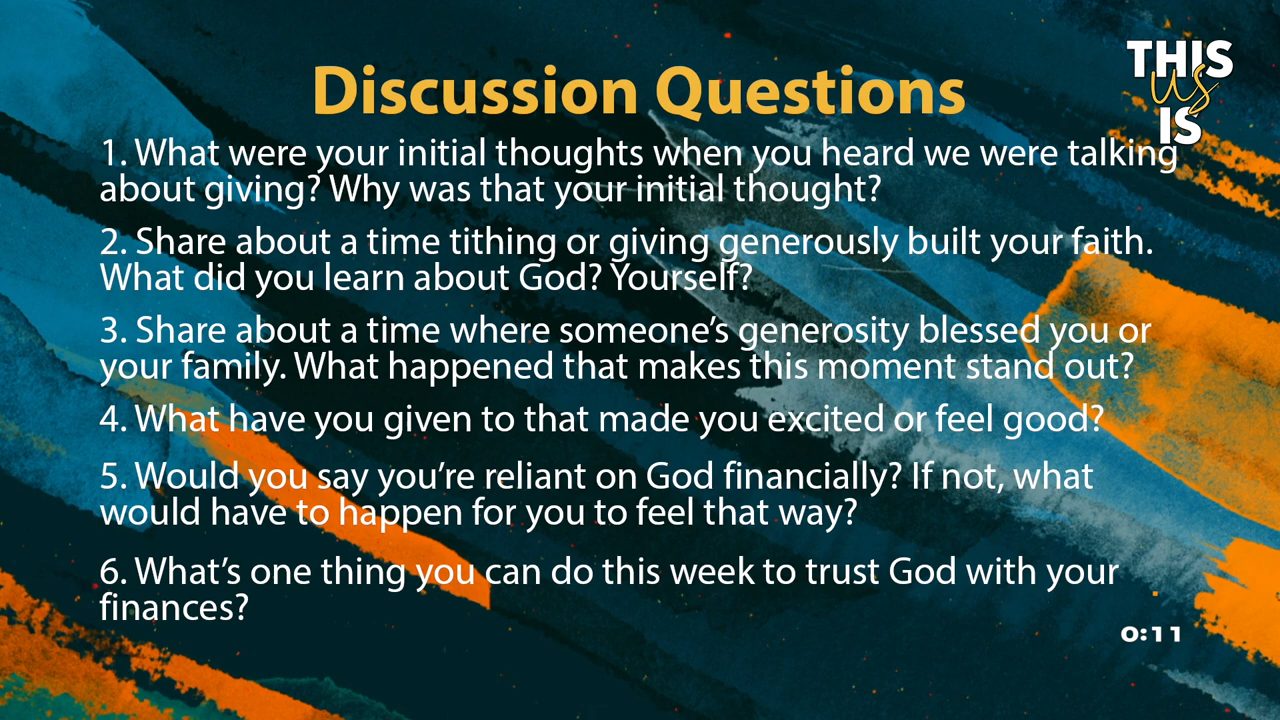 THIS
us
IS
Discussion Questions
1. What were your initial thoughts when you heard we were talking
about giving? Why was that your initial thought?
2. Share about a time tithing or giving generously built your faith.
What did you learn about God? Yourself?
3. Share about a time where someone’s generosity blessed you or
your family. What happened that makes this moment stand out?
4. What have you given to that made you excited or feel good?
5. Would you say you’re reliant on God financially? If not, what
would have to happen for you to feel that way?
6. What’s one thing you can do this week to trust God with your
finances?
0:11